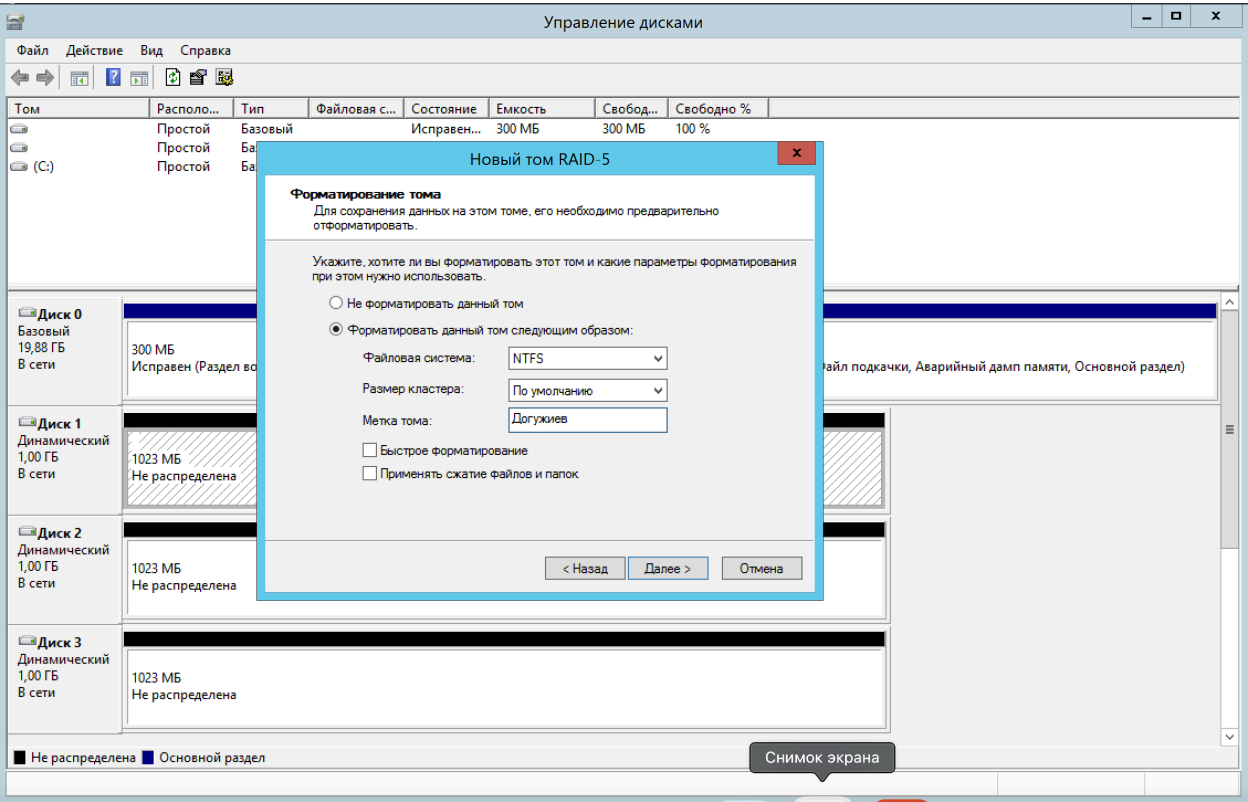 Управление дисками
Файл Действие Вид Справка
Том Располо... Тип Файловая с... Состояние Емкость Свобод... Свободно %
Простой Базовый Исправен... 300 МБ 300 МБ 100 %
Простой Ба
(C:) Простой Ба
Новый том RAID-5
x
Форматирование тома
Для сохранения данных на этом томе, его необходимо предварительно
отформатировать.
Укажите, хотите ли вы форматировать этот том и какие параметры форматирования
при этом нужно использовать.
Не форматировать данный том
Форматировать данный том следующим образом:
Файловая система: NTFS
Размер кластера: По умолчанию
Метка тома: Догужиев
Быстрое форматирование
Применять сжатие файлов и папок
< Назад Далее > Отмена
Диск 0
Базовый
19,88 ГБ
В сети
300 МБ
Исправен (Раздел во
айл подкачки, Аварийный дамп памяти, Основной раздел)
Диск 1
Динамический
1,00 ГБ
В сети
1023 МБ
Не распределена
Диск 2
Динамический
1,00 ГБ
В сети
1023 МБ
Не распределена
Диск 3
Динамический
1,00 ГБ
В сети
1023 МБ
Не распределена
Не распределена Основной раздел
Снимок экрана